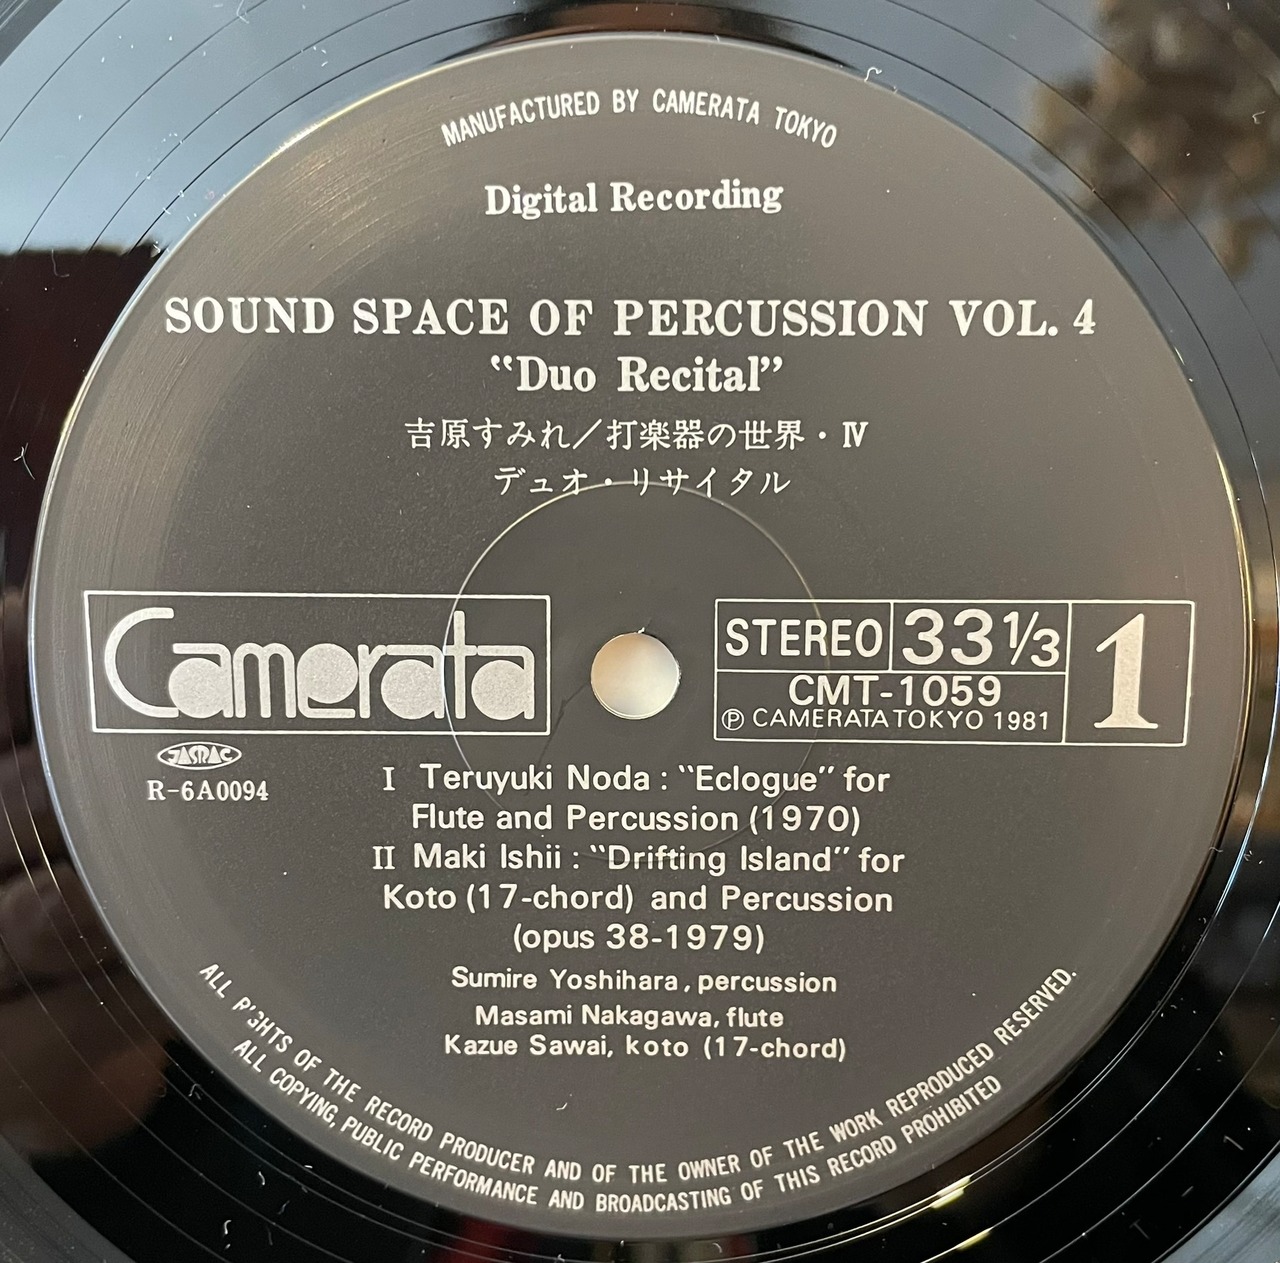 MANUFACTURED BY CAMERATA TOKYO
Digital Recording
SOUND SPACE OF PERCUSSION VOL. 4
“Duo Recital”
吉原すみれ／打楽器の世界・Ⅳ
デュオ・リサイタル
Camerata
STEREO 33 1/3 1
CMT-1059
Ⓟ CAMERATA TOKYO 1981
JASRAC
R-6A0094
I Teruyuki Noda : “Eclogue” for
Flute and Percussion (1970)
II Maki Ishii : “Drifting Island” for
Koto (17-chord) and Percussion
(opus 38-1979)
Sumire Yoshihara, percussion
Masami Nakagawa, flute
Kazue Sawai, koto (17-chord)
ALL RIGHTS OF THE RECORD PRODUCER AND OF THE OWNER OF THE WORK REPRODUCED RESERVED.
ALL COPYING, PUBLIC PERFORMANCE AND BROADCASTING OF THIS RECORD PROHIBITED